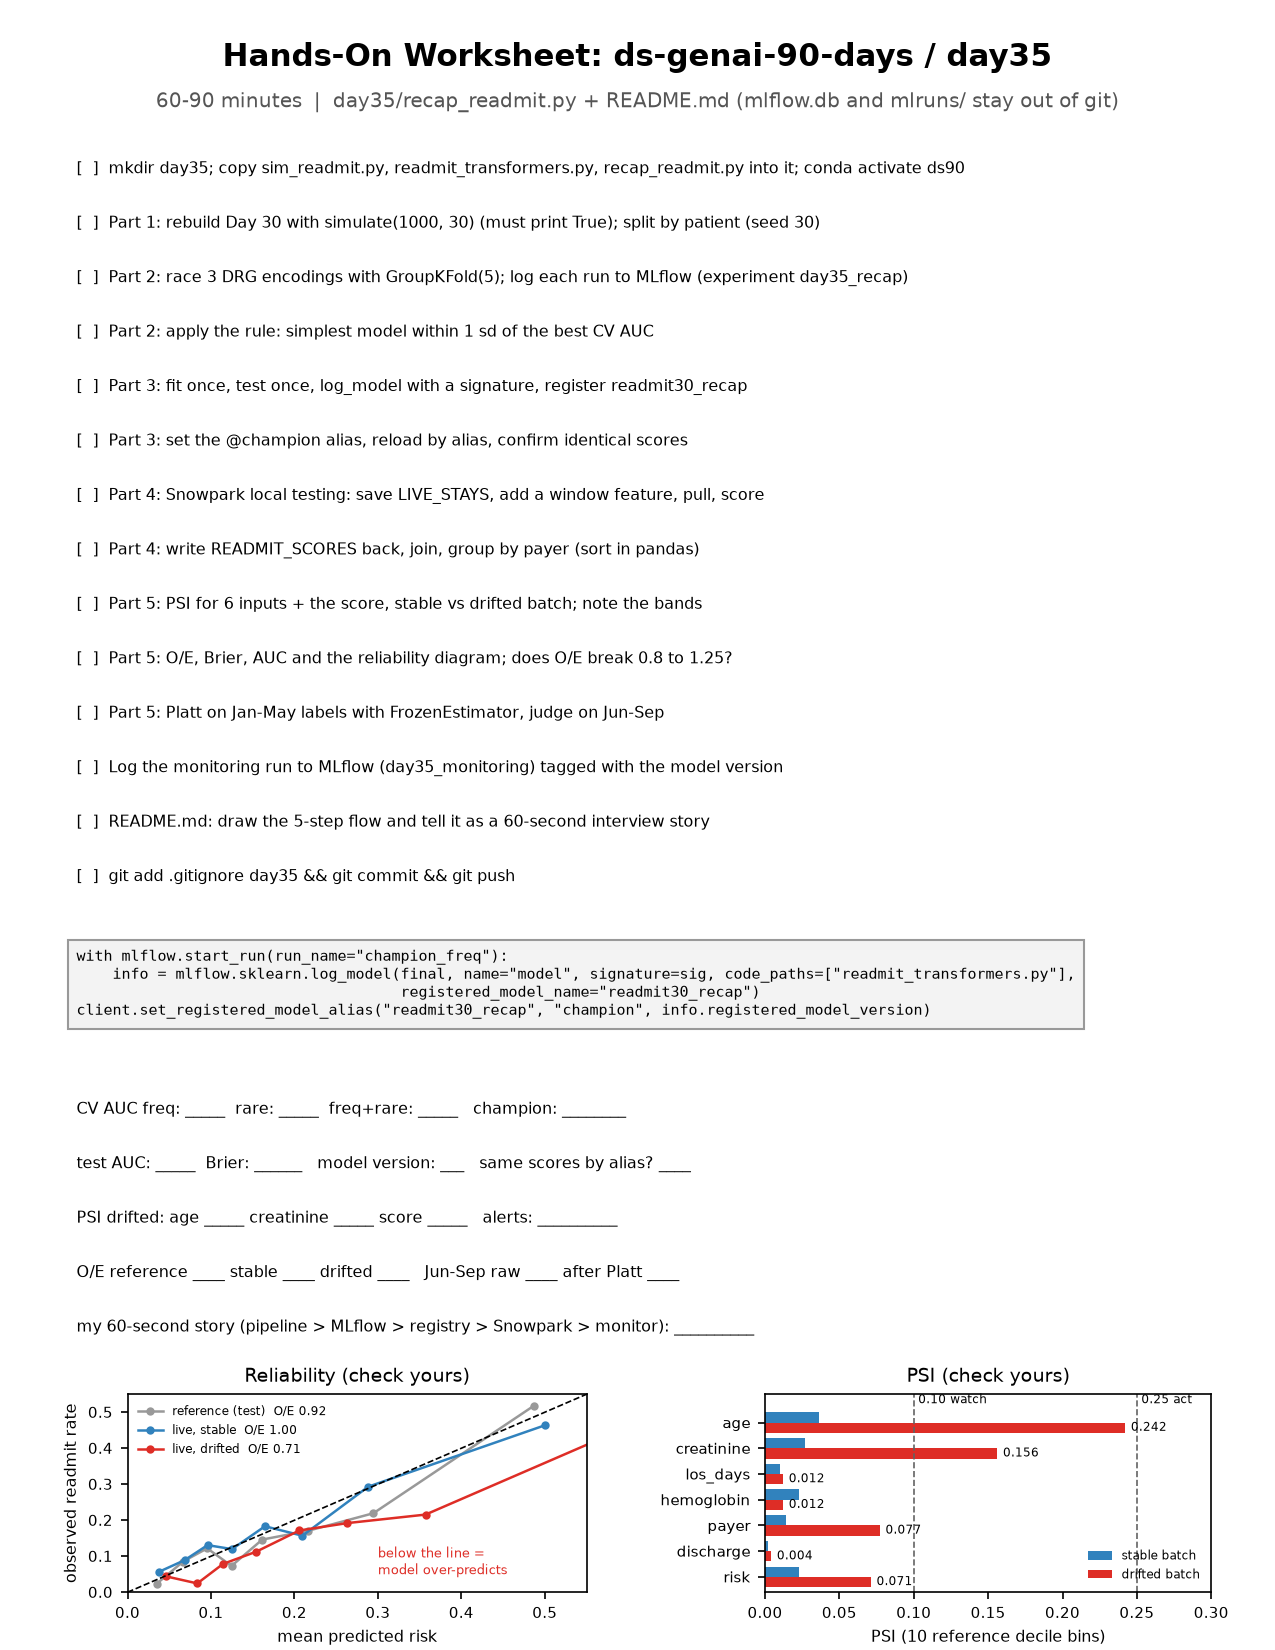 Hands-On Worksheet: ds-genai-90-days / day35
60-90 minutes | day35/recap_readmit.py + README.md (mlflow.db and mlruns/ stay out of git)
[ ] mkdir day35; copy sim_readmit.py, readmit_transformers.py, recap_readmit.py into it; conda activate ds90
[ ] Part 1: rebuild Day 30 with simulate(1000, 30) (must print True); split by patient (seed 30)
[ ] Part 2: race 3 DRG encodings with GroupKFold(5); log each run to MLflow (experiment day35_recap)
[ ] Part 2: apply the rule: simplest model within 1 sd of the best CV AUC
[ ] Part 3: fit once, test once, log_model with a signature, register readmit30_recap
[ ] Part 3: set the @champion alias, reload by alias, confirm identical scores
[ ] Part 4: Snowpark local testing: save LIVE_STAYS, add a window feature, pull, score
[ ] Part 4: write READMIT_SCORES back, join, group by payer (sort in pandas)
[ ] Part 5: PSI for 6 inputs + the score, stable vs drifted batch; note the bands
[ ] Part 5: O/E, Brier, AUC and the reliability diagram; does O/E break 0.8 to 1.25?
[ ] Part 5: Platt on Jan-May labels with FrozenEstimator, judge on Jun-Sep
[ ] Log the monitoring run to MLflow (day35_monitoring) tagged with the model version
[ ] README.md: draw the 5-step flow and tell it as a 60-second interview story
[ ] git add .gitignore day35 && git commit && git push
with mlflow.start_run(run_name="champion_freq"):
    info = mlflow.sklearn.log_model(final, name="model", signature=sig, code_paths=["readmit_transformers.py"],
                                    registered_model_name="readmit30_recap")
client.set_registered_model_alias("readmit30_recap", "champion", info.registered_model_version)
CV AUC freq: _____ rare: _____ freq+rare: _____ champion: ________
test AUC: _____ Brier: ______ model version: ___ same scores by alias? ____
PSI drifted: age _____ creatinine _____ score _____ alerts: __________
O/E reference ____ stable ____ drifted ____ Jun-Sep raw ____ after Platt ____
my 60-second story (pipeline > MLflow > registry > Snowpark > monitor): __________
Reliability (check yours)
observed readmit rate
0.5
0.4
0.3
0.2
0.1
0.0
reference (test) O/E 0.92
live, stable O/E 1.00
live, drifted O/E 0.71
below the line =
model over-predicts
0.0 0.1 0.2 0.3 0.4 0.5
mean predicted risk
PSI (check yours)
0.10 watch 0.25 act
age 0.242
creatinine 0.156
los_days 0.012
hemoglobin 0.012
payer 0.077
discharge 0.004
risk 0.071
stable batch
drifted batch
0.00 0.05 0.10 0.15 0.20 0.25 0.30
PSI (10 reference decile bins)